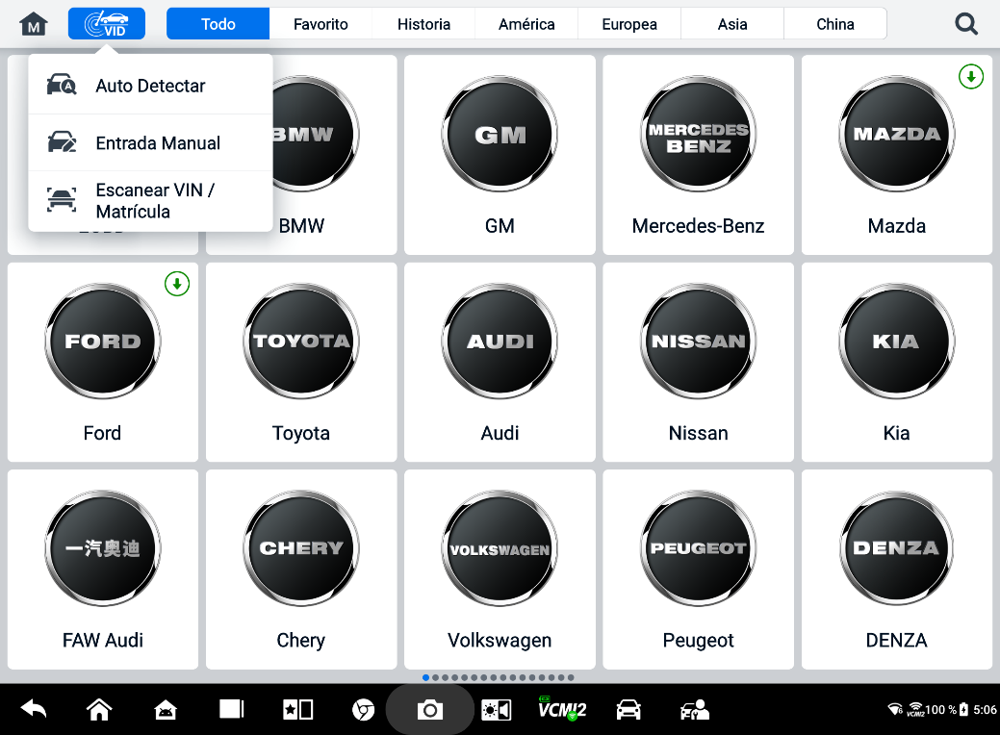 M
VID
Todo
Favorito
Historia
América
Europea
Asia
China
Auto Detectar
Entrada Manual
Escanear VIN /
Matrícula
BMW
GM
MERCEDES
BENZ
MAZDA
BMW
GM
Mercedes-Benz
Mazda
FORD
TOYOTA
AUDI
NISSAN
KIA
Ford
Toyota
Audi
Nissan
Kia
一汽奥迪
CHERY
VOLKSWAGEN
PEUGEOT
DENZA
FAW Audi
Chery
Volkswagen
Peugeot
DENZA
VCMI2
6
VCMI2
100 %
5:06